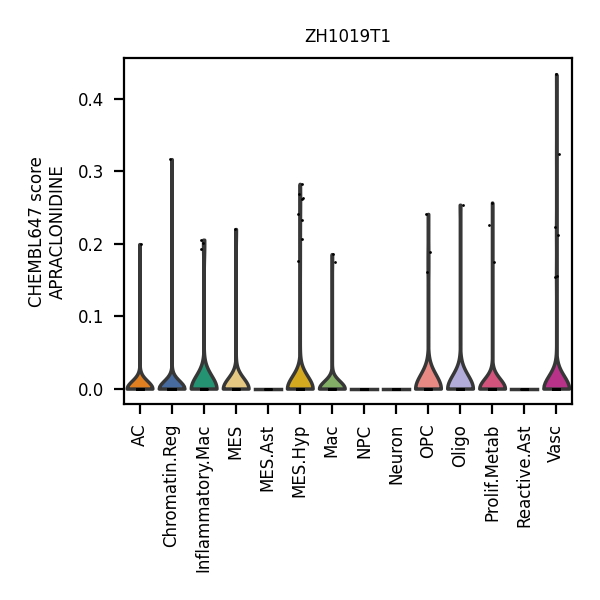 ZH1019T1
CHEMBL647 score
APRACLONIDINE
0.4
0.3
0.2
0.1
0.0
AC
Chromatin.Reg
Inflammatory.Mac
MES
MES.Ast
MES.Hyp
Mac
NPC
Neuron
OPC
Oligo
Prolif.Metab
Reactive.Ast
Vasc